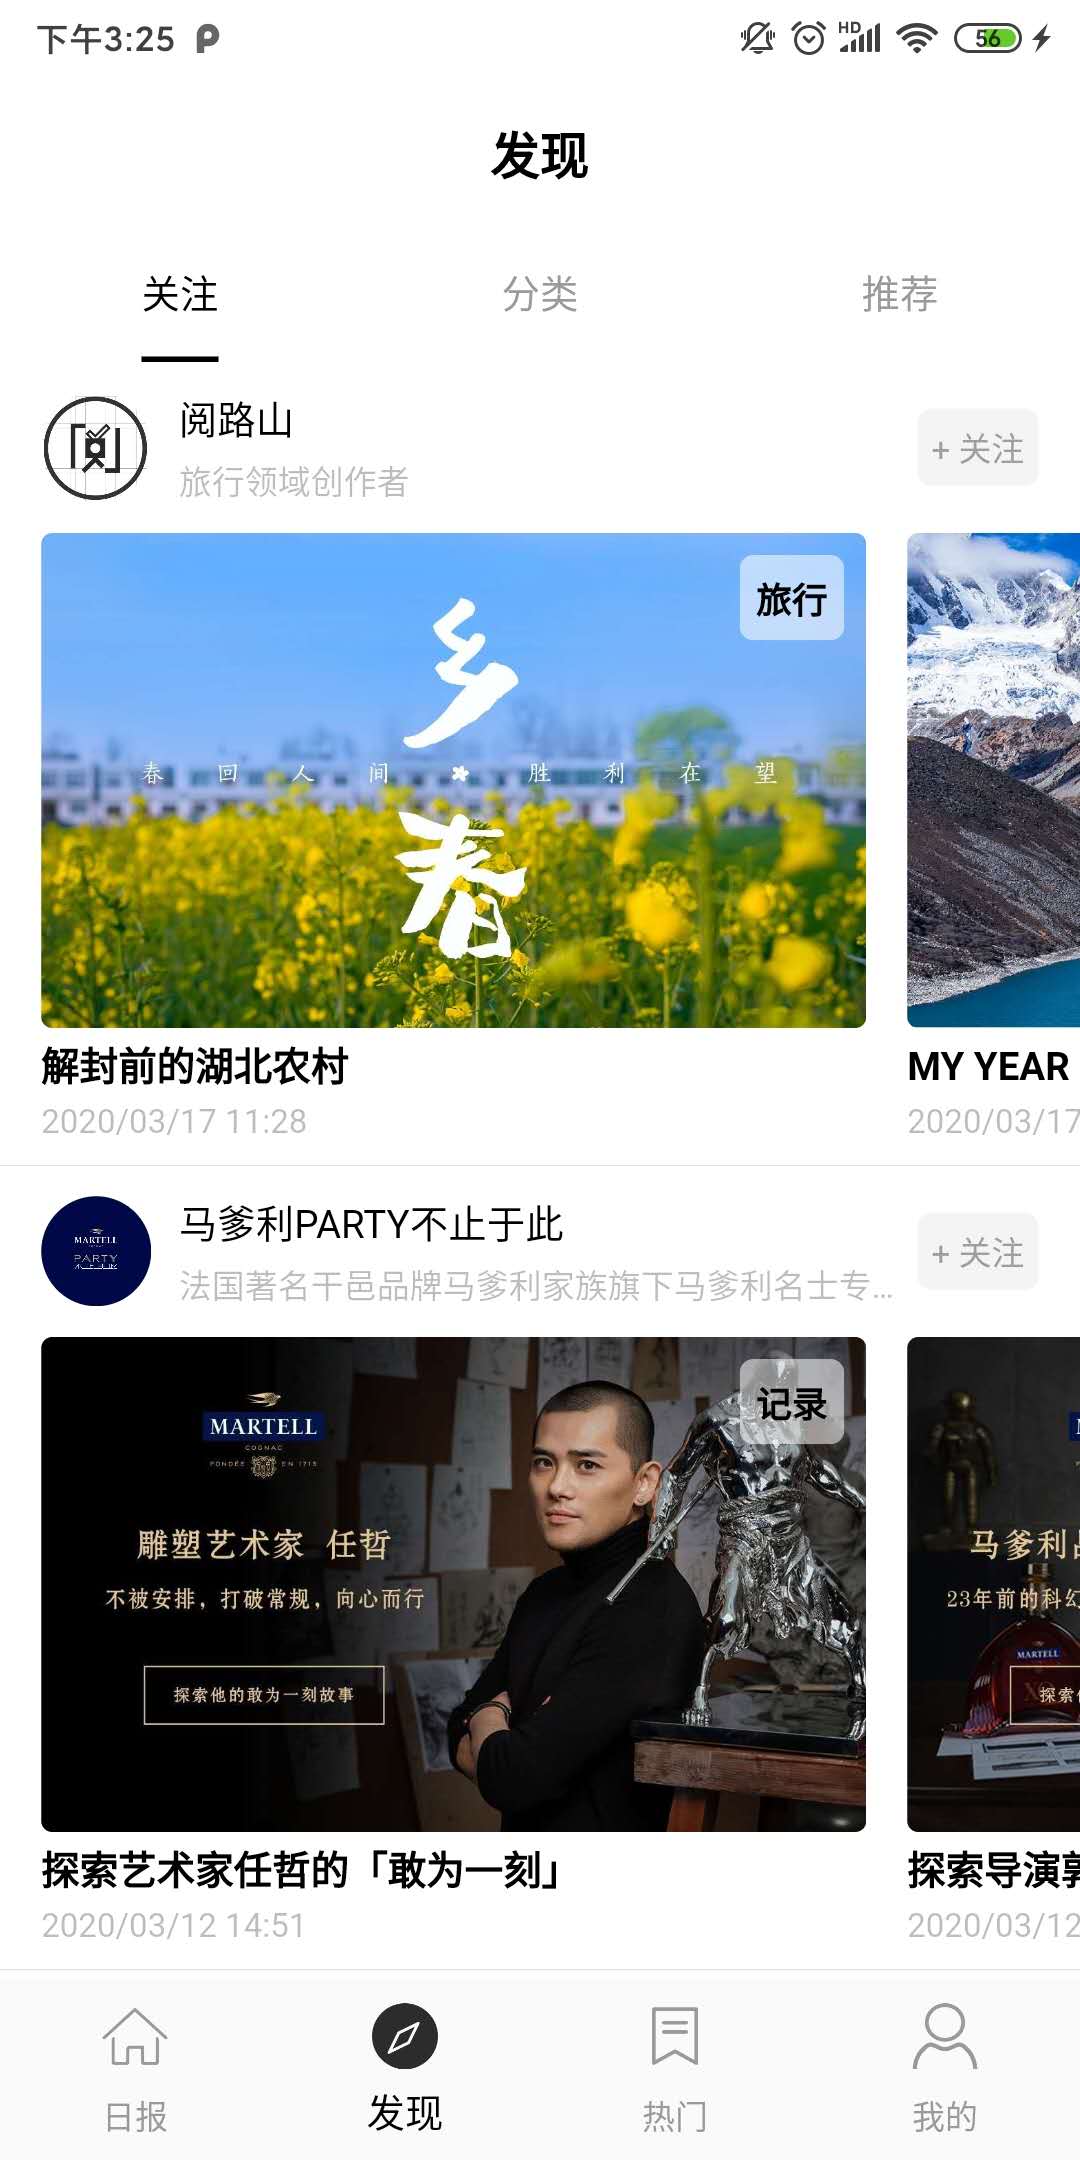 下午3:25
HD
56
发现
关注
分类
推荐
阅路山
旅行领域创作者
+ 关注
旅行
乡
春回人间 胜利在望
春
解封前的湖北农村
2020/03/17 11:28
MY YEAR
2020/03/17
马爹利PARTY不止于此
法国著名干邑品牌马爹利家族旗下马爹利名士专...
+ 关注
MARTELL
PARTY
记录
MARTELL
COGNAC
FONDÉE EN 1715
雕塑艺术家 任哲
不被安排，打破常规，向心而行
探索他的敢为一刻故事
马爹利
23年前的科幻
MARTELL
探索
探索艺术家任哲的「敢为一刻」
2020/03/12 14:51
探索导演郭
2020/03/12
日报
发现
热门
我的